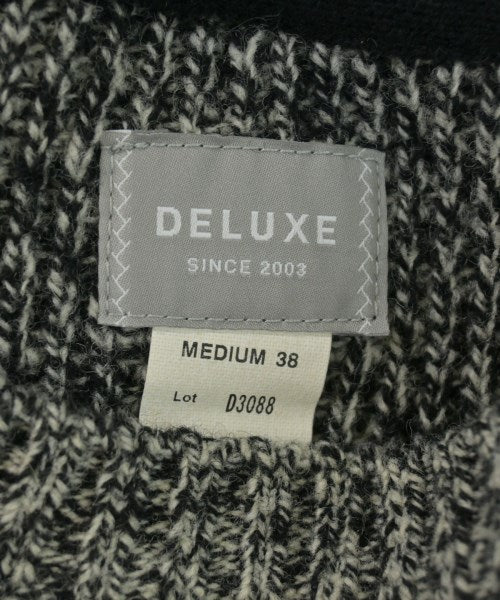 DELUXE
SINCE 2003
MEDIUM 38
Lot D3088